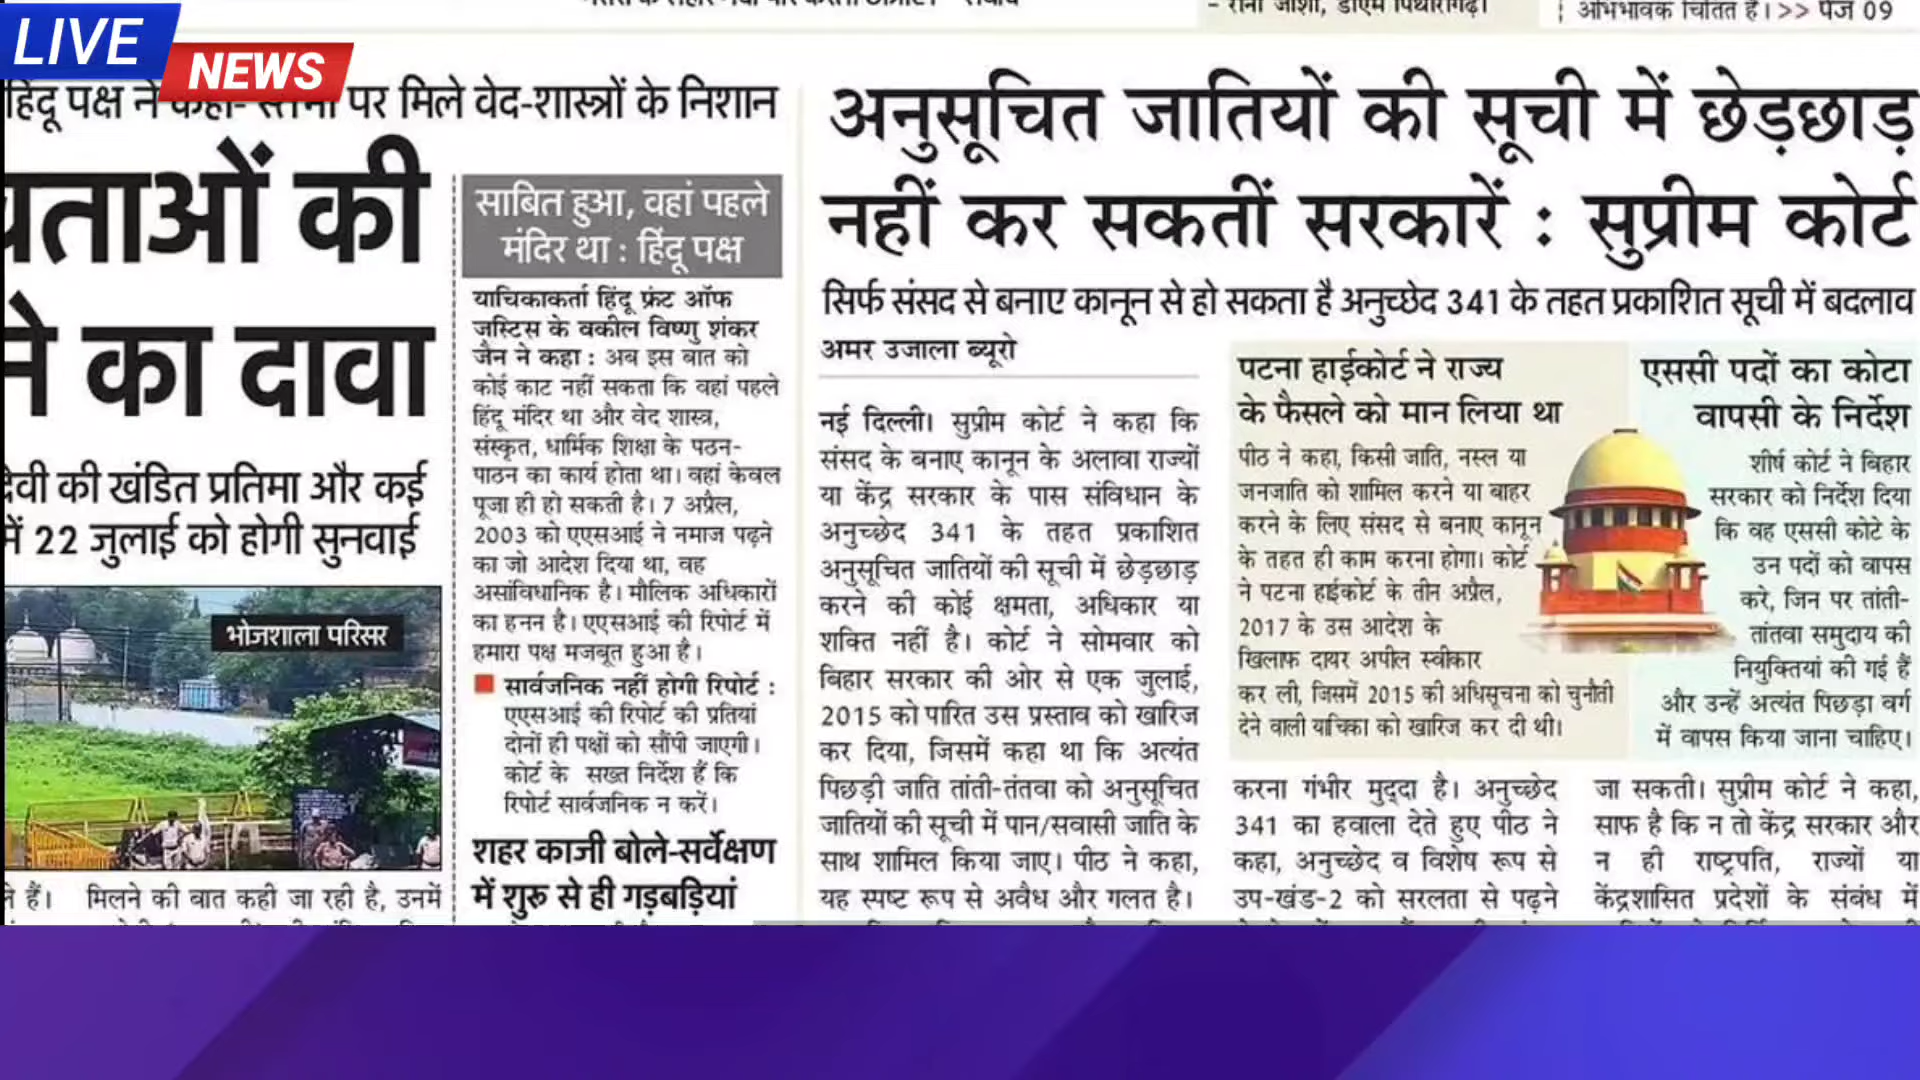 LIVE
NEWS
- रीना जोशी, डीएम पिथौरागढ़।
अभिभावक चिंतित हैं। >> पेज 09
हिंदू पक्ष ने कहा- स्तंभों पर मिले वेद-शास्त्रों के निशान
की
का दावा
देवी की खंडित प्रतिमा और कई
में 22 जुलाई को होगी सुनवाई
भोजशाला परिसर
हैं। मिलने की बात कही जा रही है, उनमें
साबित हुआ, वहां पहले
मंदिर था : हिंदू पक्ष
याचिकाकर्ता हिंदू फ्रंट ऑफ
जस्टिस के वकील विष्णु शंकर
जैन ने कहा : अब इस बात को
कोई काट नहीं सकता कि वहां पहले
हिंदू मंदिर था और वेद शास्त्र,
संस्कृत, धार्मिक शिक्षा के पठन-
पाठन का कार्य होता था। वहां केवल
पूजा ही हो सकती है। 7 अप्रैल,
2003 को एएसआई ने नमाज पढ़ने
का जो आदेश दिया था, वह
असांविधानिक है। मौलिक अधिकारों
का हनन है। एएसआई की रिपोर्ट में
हमारा पक्ष मजबूत हुआ है।
सार्वजनिक नहीं होगी रिपोर्ट :
एएसआई की रिपोर्ट की प्रतियां
दोनों ही पक्षों को सौंपी जाएगी।
कोर्ट के सख्त निर्देश हैं कि
रिपोर्ट सार्वजनिक न करें।
शहर काजी बोले-सर्वेक्षण
में शुरू से ही गड़बड़ियां
अनुसूचित जातियों की सूची में छेड़छाड़
नहीं कर सकतीं सरकारें : सुप्रीम कोर्ट
सिर्फ संसद से बनाए कानून से हो सकता है अनुच्छेद 341 के तहत प्रकाशित सूची में बदलाव
अमर उजाला ब्यूरो
नई दिल्ली। सुप्रीम कोर्ट ने कहा कि
संसद के बनाए कानून के अलावा राज्यों
या केंद्र सरकार के पास संविधान के
अनुच्छेद 341 के तहत प्रकाशित
अनुसूचित जातियों की सूची में छेड़छाड़
करने की कोई क्षमता, अधिकार या
शक्ति नहीं है। कोर्ट ने सोमवार को
बिहार सरकार की ओर से एक जुलाई,
2015 को पारित उस प्रस्ताव को खारिज
कर दिया, जिसमें कहा था कि अत्यंत
पिछड़ी जाति तांती-तंतवा को अनुसूचित
जातियों की सूची में पान/सवासी जाति के
साथ शामिल किया जाए। पीठ ने कहा,
यह स्पष्ट रूप से अवैध और गलत है।
पटना हाईकोर्ट ने राज्य
के फैसले को मान लिया था
पीठ ने कहा, किसी जाति, नस्ल या
जनजाति को शामिल करने या बाहर
करने के लिए संसद से बनाए कानून
के तहत ही काम करना होगा। कोर्ट
ने पटना हाईकोर्ट के तीन अप्रैल,
2017 के उस आदेश के
खिलाफ दायर अपील स्वीकार
कर ली, जिसमें 2015 की अधिसूचना को चुनौती
देने वाली याचिका को खारिज कर दी थी।
एससी पदों का कोटा
वापसी के निर्देश
शीर्ष कोर्ट ने बिहार
सरकार को निर्देश दिया
कि वह एससी कोटे के
उन पदों को वापस
करे, जिन पर तांती-
तांतवा समुदाय की
नियुक्तियां की गई हैं
और उन्हें अत्यंत पिछड़ा वर्ग
में वापस किया जाना चाहिए।
करना गंभीर मुद्दा है। अनुच्छेद
341 का हवाला देते हुए पीठ ने
कहा, अनुच्छेद व विशेष रूप से
उप-खंड-2 को सरलता से पढ़ने
जा सकती। सुप्रीम कोर्ट ने कहा,
साफ है कि न तो केंद्र सरकार और
न ही राष्ट्रपति, राज्यों या
केंद्रशासित प्रदेशों के संबंध में